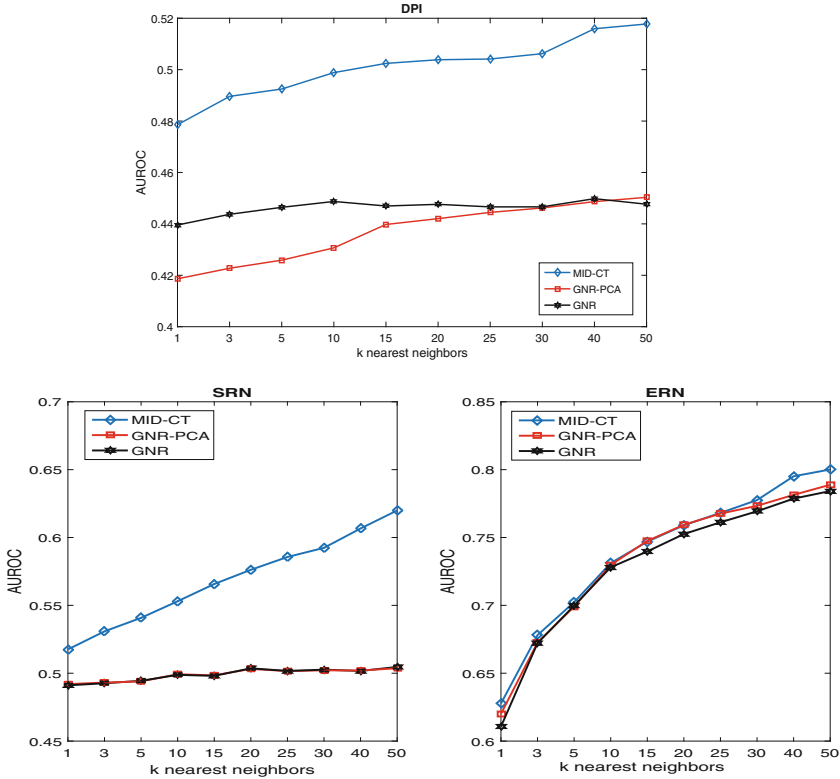 DPI
0.52
0.5
0.48
0.46
0.44
0.42
0.4
AUROC
1 3 5 10 15 20 25 30 40 50
k nearest neighbors
MID-CT
GNR-PCA
GNR
SRN
0.7
0.65
0.6
0.55
0.5
0.45
AUROC
1 3 5 10 15 20 25 30 40 50
k nearest neighbors
MID-CT
GNR-PCA
GNR
ERN
0.85
0.8
0.75
0.7
0.65
0.6
AUROC
1 3 5 10 15 20 25 30 40 50
k nearest neighbors
MID-CT
GNR-PCA
GNR